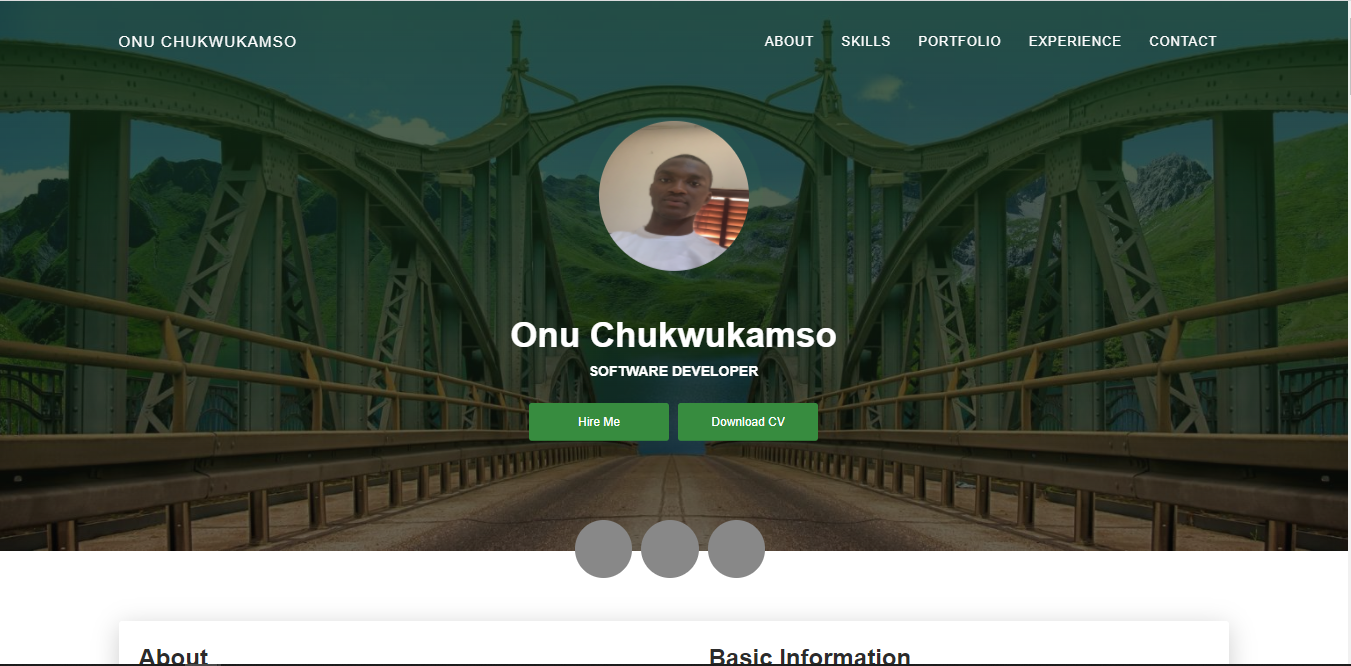 ONU CHUKWUKAMSO
ABOUT SKILLS PORTFOLIO EXPERIENCE CONTACT
Onu Chukwukamso
SOFTWARE DEVELOPER
Hire Me Download CV
About Basic Information